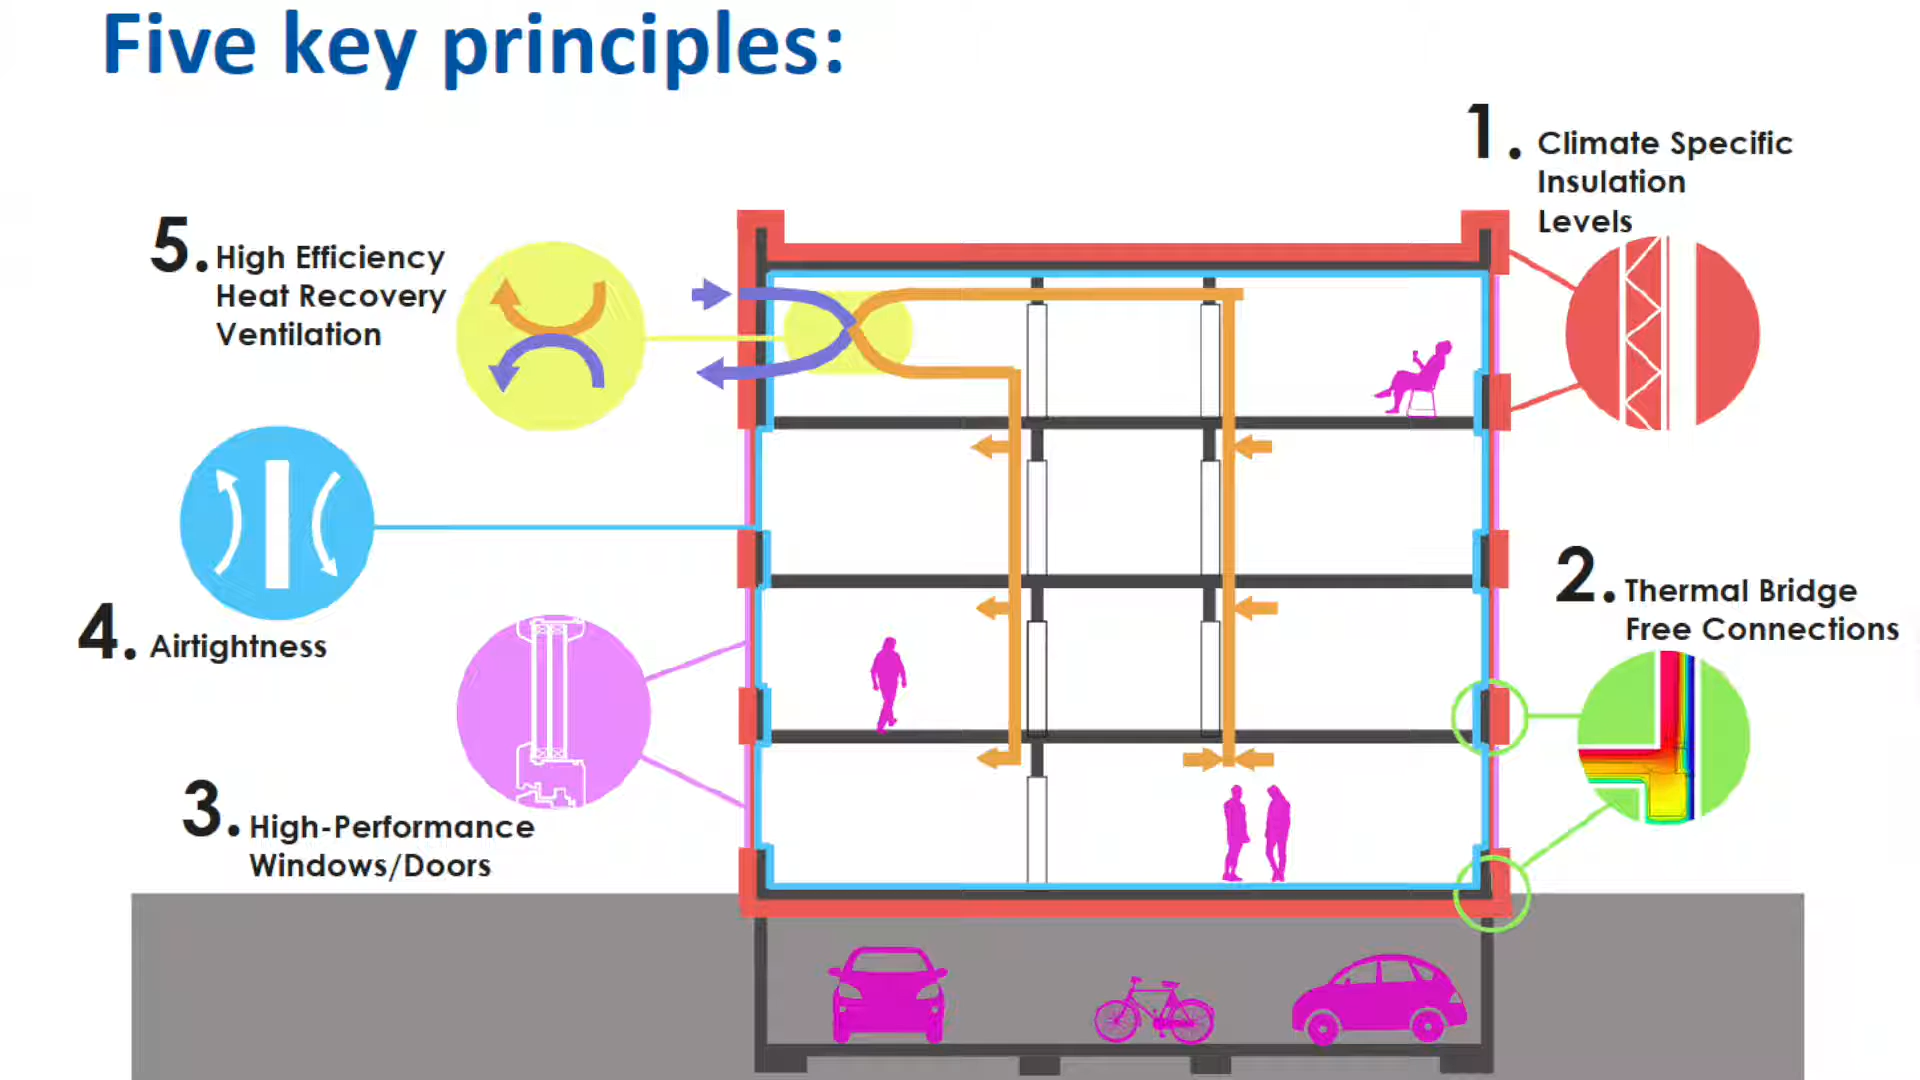 Five key principles:
1. Climate Specific
Insulation
Levels
2. Thermal Bridge
Free Connections
3. High-Performance
Windows/Doors
4. Airtightness
5. High Efficiency
Heat Recovery
Ventilation